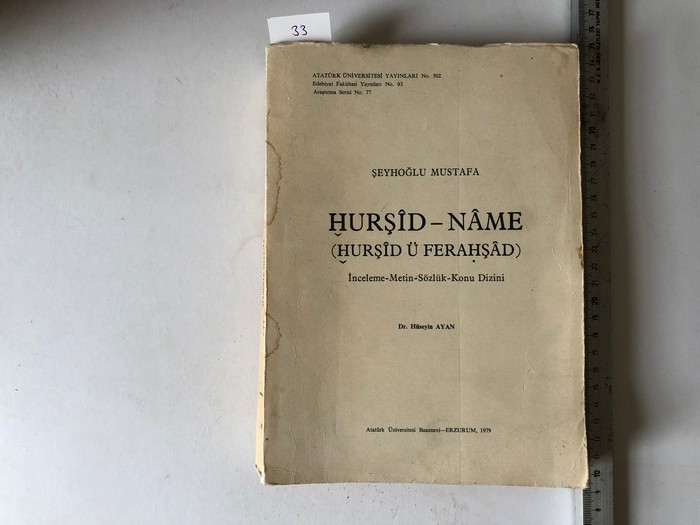 33
ATATÜRK ÜNİVERSİTESİ YAYINLARI No. 502
Edebiyat Fakültesi Yayınları No. 93
Araştırma Serisi No. 77
ŞEYHOĞLU MUSTAFA
ḪURŞÎD – NÂME
(ḪURŞÎD Ü FERAḤŞÂD)
İnceleme-Metin-Sözlük-Konu Dizini
Dr. Hüseyin AYAN
Atatürk Üniversitesi Basımevi—ERZURUM, 1979